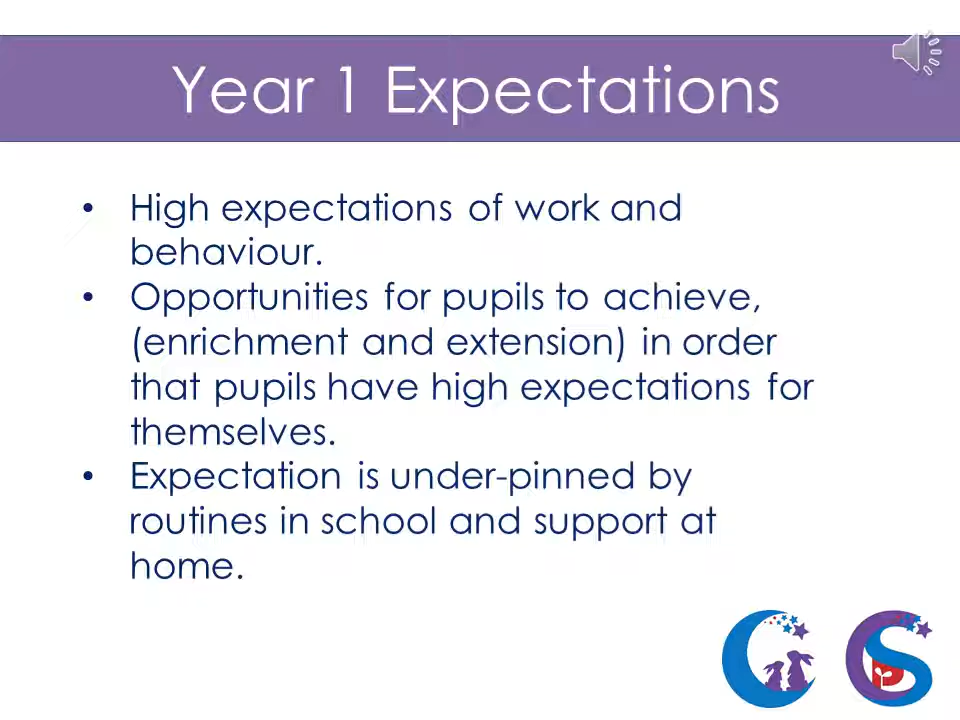 Year 1 Expectations
• High expectations of work and
behaviour.
• Opportunities for pupils to achieve,
(enrichment and extension) in order
that pupils have high expectations for
themselves.
• Expectation is under-pinned by
routines in school and support at
home.